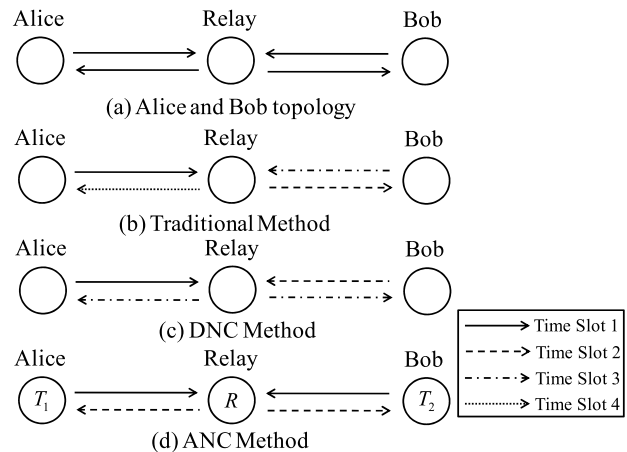 Alice Relay Bob
(a) Alice and Bob topology
Alice Relay Bob
(b) Traditional Method
Alice Relay Bob
(c) DNC Method
Alice Relay Bob
T1 R T2
(d) ANC Method
Time Slot 1
Time Slot 2
Time Slot 3
Time Slot 4